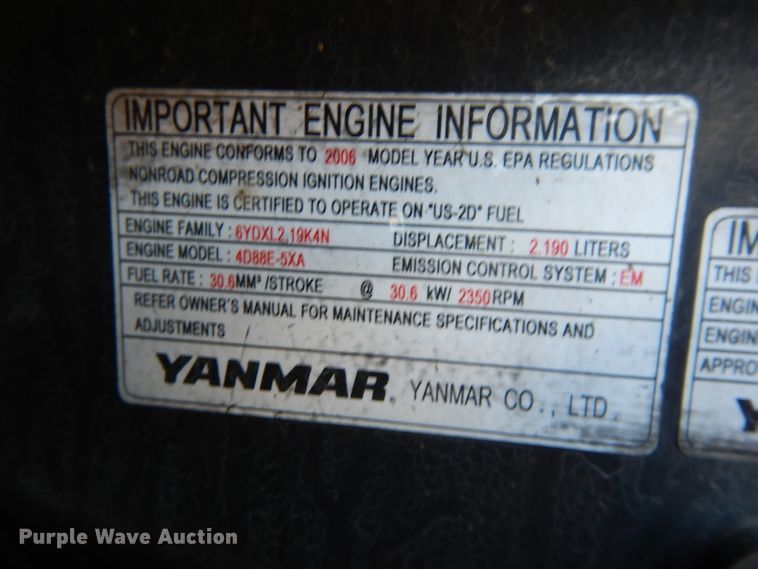 IMPORTANT ENGINE INFORMATION
THIS ENGINE CONFORMS TO 2006 MODEL YEAR U.S. EPA REGULATIONS
NONROAD COMPRESSION IGNITION ENGINES.
THIS ENGINE IS CERTIFIED TO OPERATE ON "US-2D" FUEL
ENGINE FAMILY : 6YDXL2.19K4N DISPLACEMENT : 2.190 LITERS
ENGINE MODEL : 4D88E-5XA EMISSION CONTROL SYSTEM : EM
FUEL RATE : 30.6MM³/STROKE @ 30.6 kW/ 2350RPM
REFER OWNER'S MANUAL FOR MAINTENANCE SPECIFICATIONS AND
ADJUSTMENTS
YANMAR. YANMAR CO., LTD.
IM
THIS
ENGIN
ENGIN
APPRO
Y
Purple Wave Auction